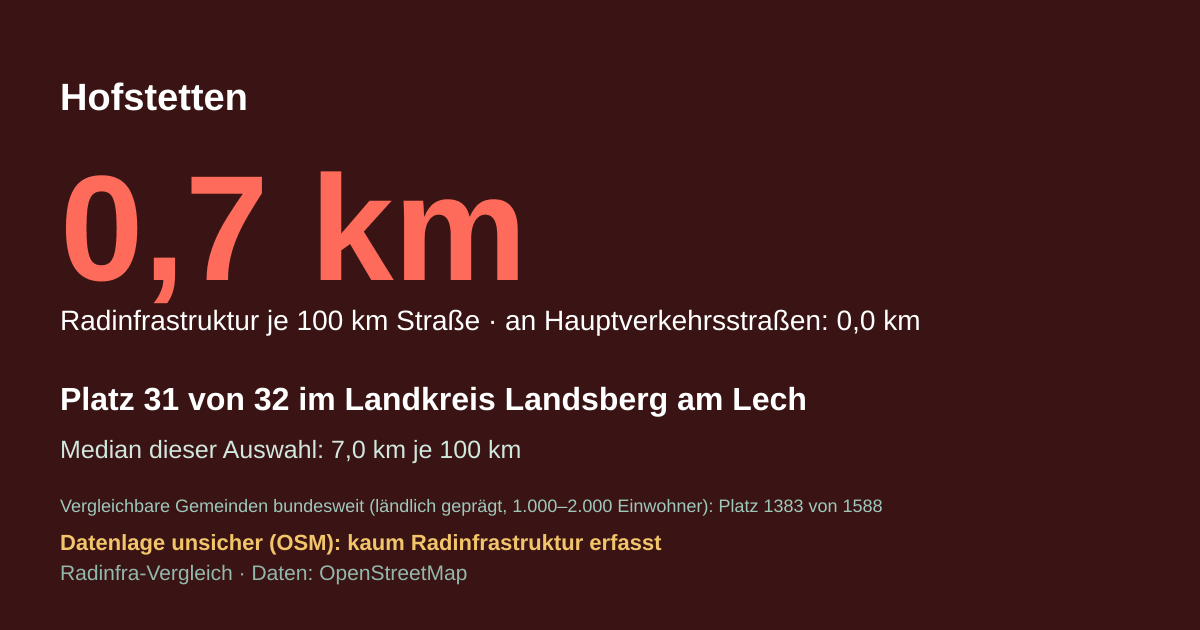 Hofstetten
0,7 km
Radinfrastruktur je 100 km Straße · an Hauptverkehrsstraßen: 0,0 km
Platz 31 von 32 im Landkreis Landsberg am Lech
Median dieser Auswahl: 7,0 km je 100 km
Vergleichbare Gemeinden bundesweit (ländlich geprägt, 1.000–2.000 Einwohner): Platz 1383 von 1588
Datenlage unsicher (OSM): kaum Radinfrastruktur erfasst
Radinfra-Vergleich · Daten: OpenStreetMap